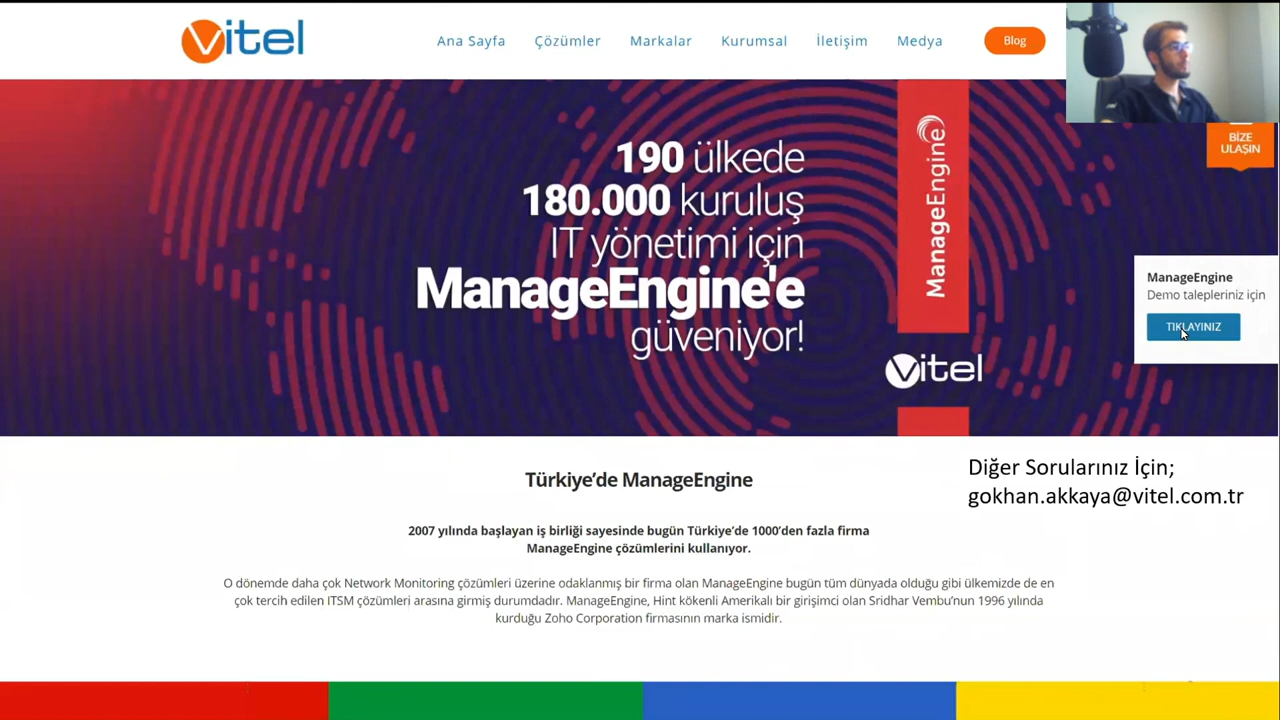 vitel
Ana Sayfa Çözümler Markalar Kurumsal İletişim Medya Blog
BİZE
ULAŞIN
190 ülkede
180.000 kuruluş
IT yönetimi için
ManageEngine'e
güveniyor!
ManageEngine
vitel
ManageEngine
Demo talepleriniz için
TIKLAYINIZ
Diğer Sorularınız İçin;
gokhan.akkaya@vitel.com.tr
Türkiye’de ManageEngine
2007 yılında başlayan iş birliği sayesinde bugün Türkiye’de 1000’den fazla firma
ManageEngine çözümlerini kullanıyor.
O dönemde daha çok Network Monitoring çözümleri üzerine odaklanmış bir firma olan ManageEngine bugün tüm dünyada olduğu gibi ülkemizde de en
çok tercih edilen ITSM çözümleri arasına girmiş durumdadır. ManageEngine, Hint kökenli Amerikalı bir girişimci olan Sridhar Vembu’nun 1996 yılında
kurduğu Zoho Corporation firmasının marka ismidir.